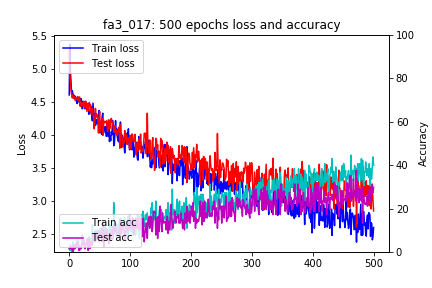 fa3_017: 500 epochs loss and accuracy
5.5
5.0
4.5
4.0
3.5
3.0
2.5
Loss
Train loss
Test loss
Train acc
Test acc
100
80
60
40
20
0
Accuracy
0
100
200
300
400
500